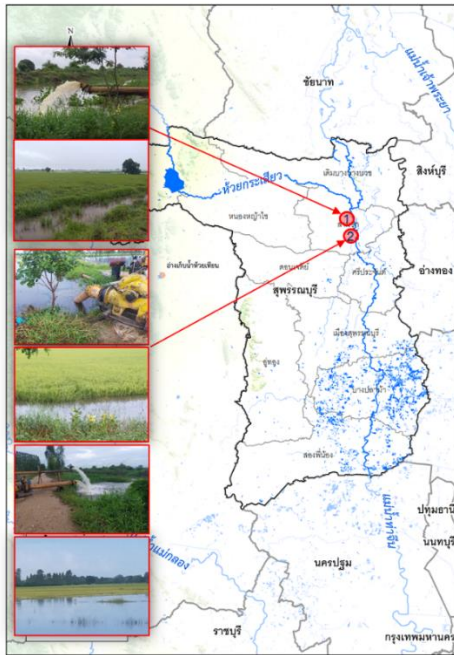 N
แม่น้ำเจ้าพระยา
ชัยนาท
สิงห์บุรี
เดิมบางนางบวช
ห้วยกระเสียว
หนองหญ้าไซ
1
2
อ่างทอง
อ่างเก็บน้ำห้วยเทียน
ดอนเจดีย์
ศรีประจันต์
สุพรรณบุรี
เมืองสุพรรณบุรี
อู่ทอง
บางปลาม้า
สองพี่น้อง
แม่น้ำท่าจีน
ปทุมธานี
นนทบุรี
น้ำแม่กลอง
นครปฐม
ราชบุรี
กรุงเทพมหานคร